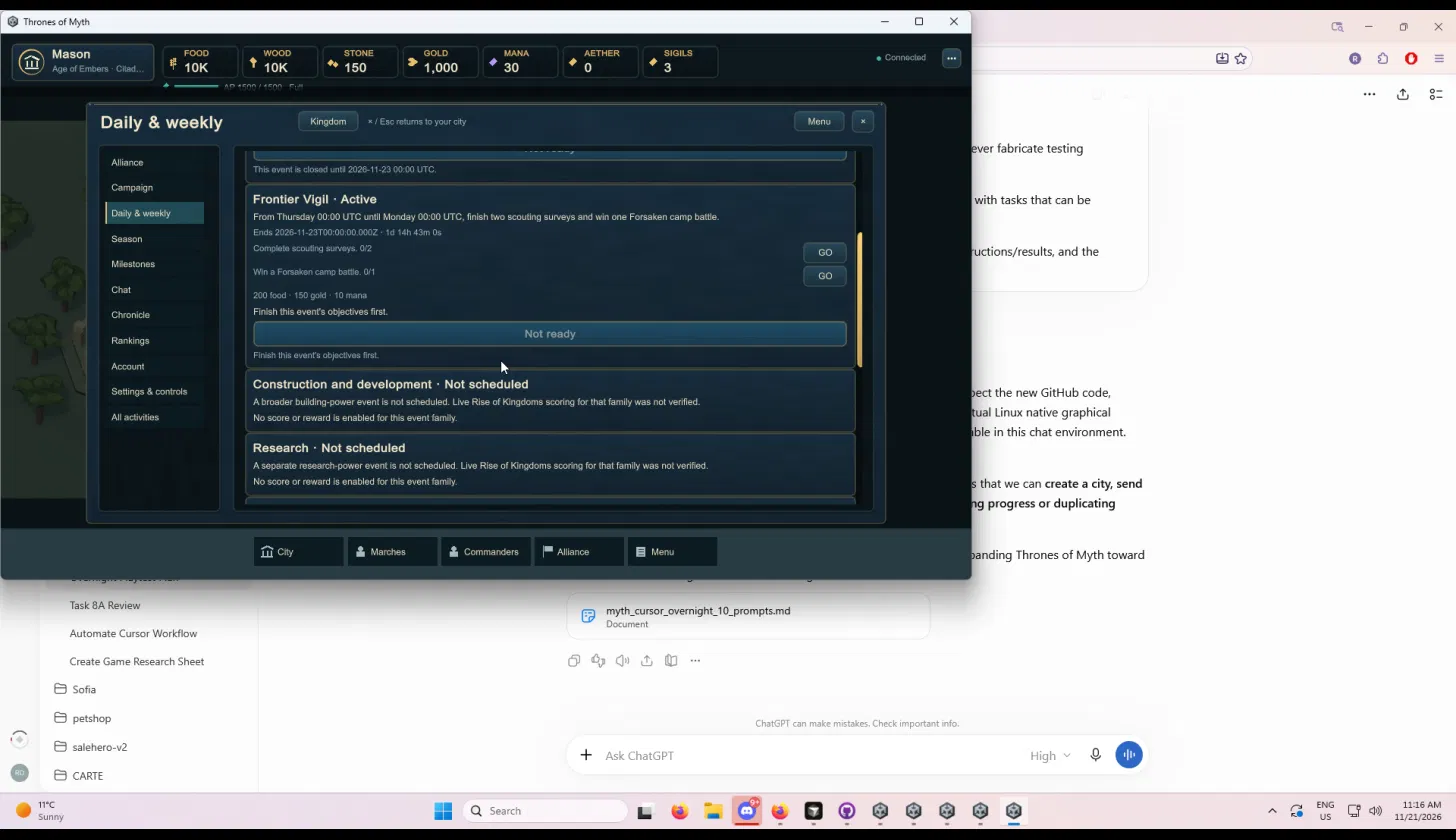 Thrones of Myth
Mason
Age of Embers · Citad...
FOOD
10K
WOOD
10K
STONE
150
GOLD
1,000
MANA
30
AETHER
0
SIGILS
3
Connected
AP 1500 / 1500 · Full
Daily & weekly
Kingdom
× / Esc returns to your city
Menu
×
Alliance
Campaign
Daily & weekly
Season
Milestones
Chat
Chronicle
Rankings
Account
Settings & controls
All activities
This event is closed until 2026-11-23 00:00 UTC.
Frontier Vigil · Active
From Thursday 00:00 UTC until Monday 00:00 UTC, finish two scouting surveys and win one Forsaken camp battle.
Ends 2026-11-23T00:00:00.000Z · 1d 14h 43m 0s
Complete scouting surveys. 0/2
GO
Win a Forsaken camp battle. 0/1
GO
200 food · 150 gold · 10 mana
Finish this event's objectives first.
Not ready
Finish this event's objectives first.
Construction and development · Not scheduled
A broader building-power event is not scheduled. Live Rise of Kingdoms scoring for that family was not verified.
No score or reward is enabled for this event family.
Research · Not scheduled
A separate research-power event is not scheduled. Live Rise of Kingdoms scoring for that family was not verified.
No score or reward is enabled for this event family.
City
Marches
Commanders
Alliance
Menu
ever fabricate testing
with tasks that can be
ructions/results, and the
pect the new GitHub code,
tual Linux native graphical
able in this chat environment.
s that we can create a city, send
ng progress or duplicating
panding Thrones of Myth toward
myth_cursor_overnight_10_prompts.md
Document
Task 8A Review
Automate Cursor Workflow
Create Game Research Sheet
Sofia
petshop
salehero-v2
CARTE
RD
R
ChatGPT can make mistakes. Check important info.
Ask ChatGPT
High
11°C
Sunny
Search
9+
ENG
US
11:16 AM
11/21/2026